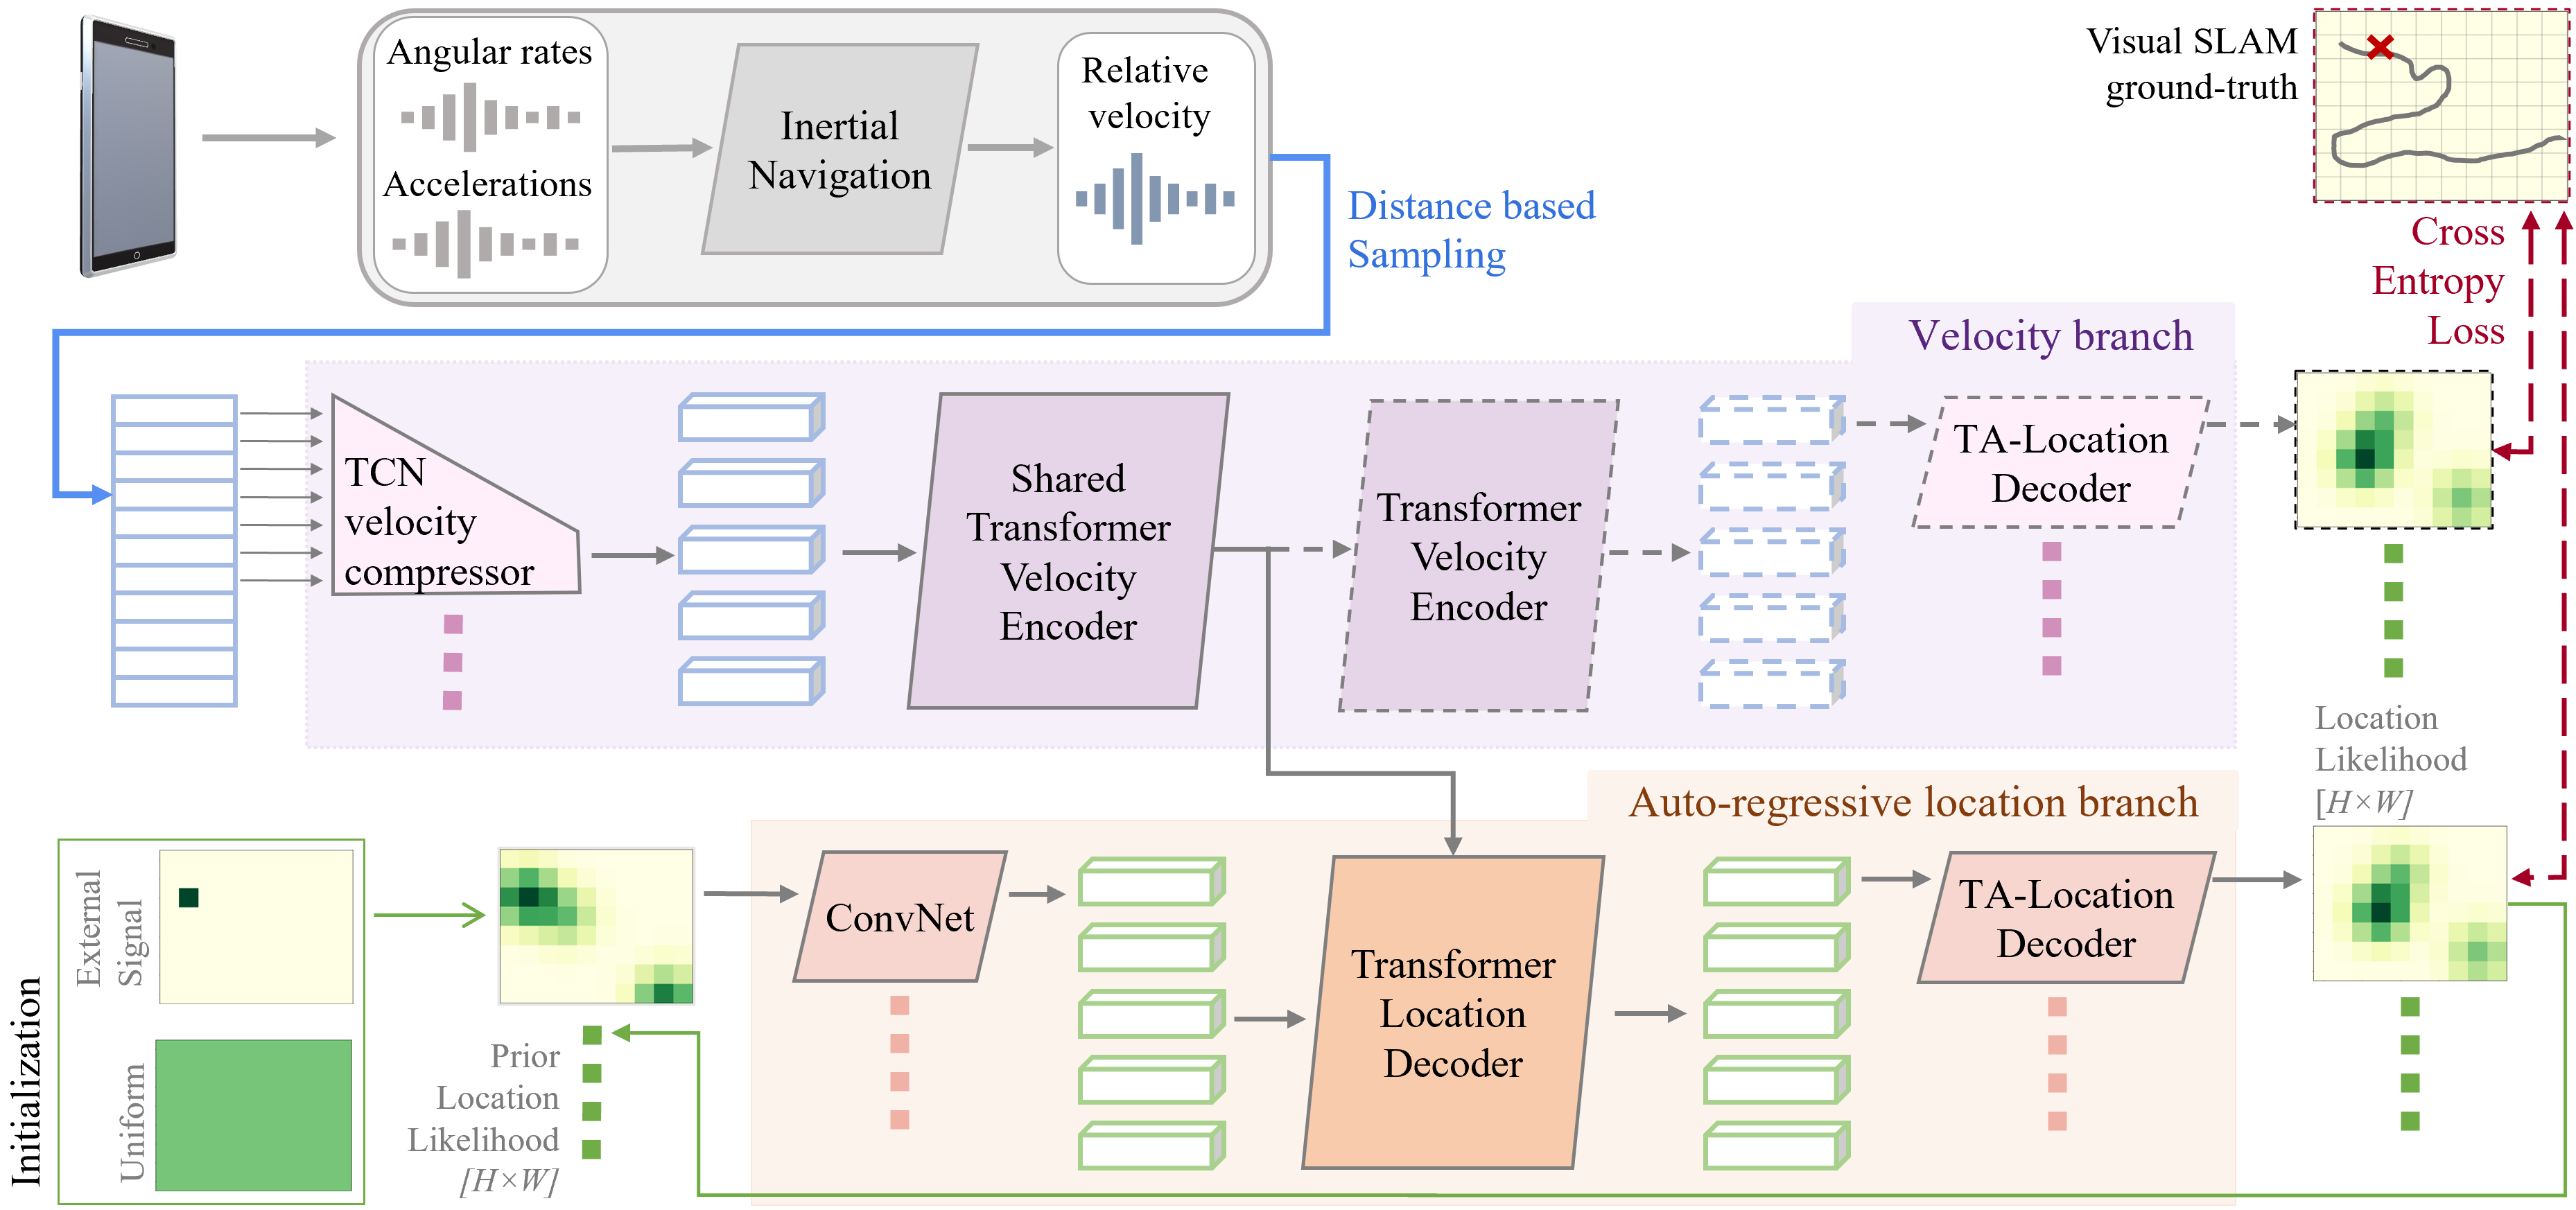 Angular rates
Accelerations
Inertial
Navigation
Relative
velocity
Distance based
Sampling
Visual SLAM
ground-truth
Cross
Entropy
Loss
Velocity branch
TCN
velocity
compressor
Shared
Transformer
Velocity
Encoder
Transformer
Velocity
Encoder
TA-Location
Decoder
Location
Likelihood
[H×W]
Auto-regressive location branch
Initialization
External
Signal
Uniform
Prior
Location
Likelihood
[H×W]
ConvNet
Transformer
Location
Decoder
TA-Location
Decoder